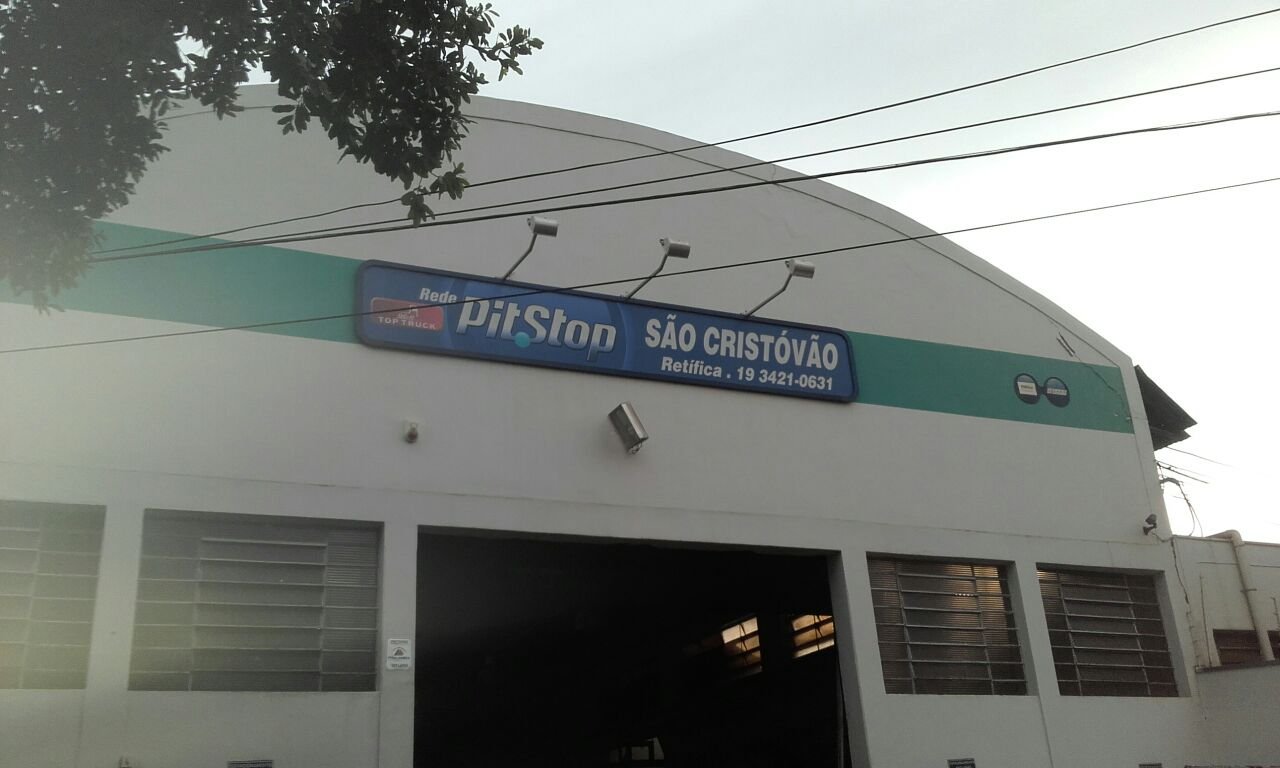 Rede
PitStop
TOP TRUCK
SÃO CRISTÓVÃO
Retífica . 19 3421-0631